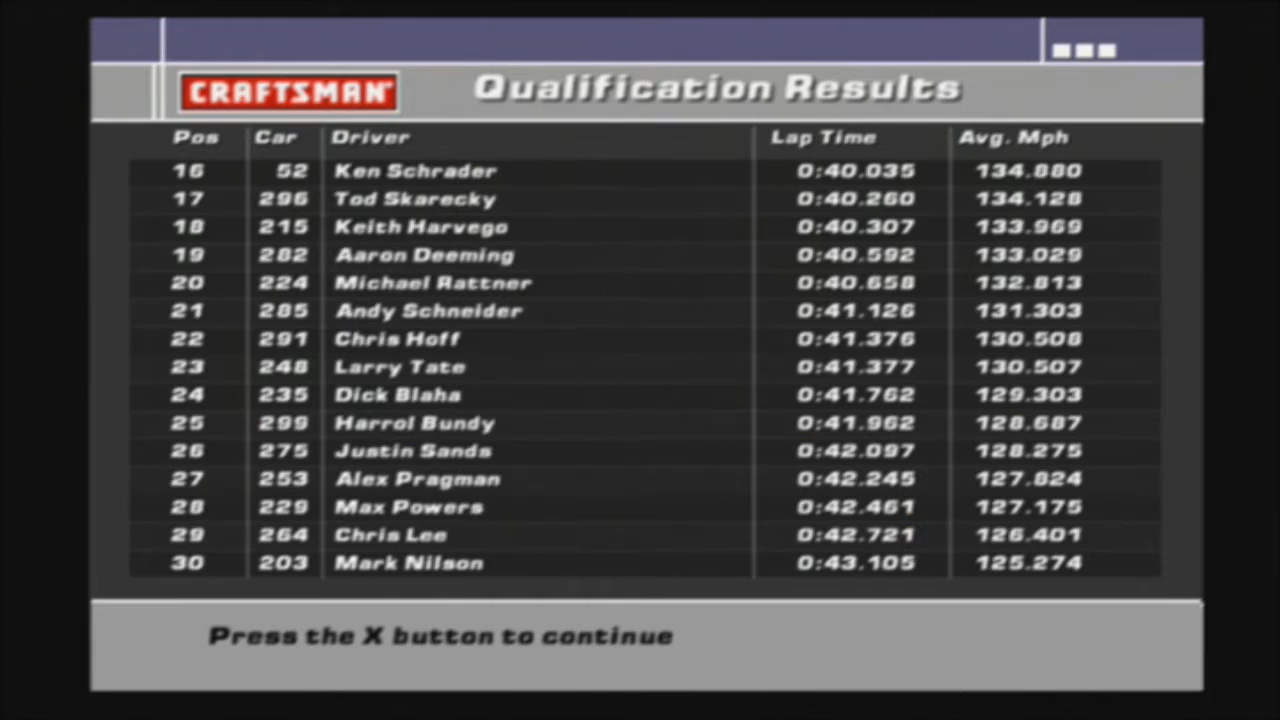 CRAFTSMAN Qualification Results
Pos Car Driver Lap Time Avg. Mph
16 52 Ken Schrader 0:40.035 134.880
17 296 Tod Skarecky 0:40.260 134.128
18 215 Keith Harvego 0:40.307 133.969
19 282 Aaron Deeming 0:40.592 133.029
20 224 Michael Rattner 0:40.658 132.813
21 285 Andy Schneider 0:41.126 131.303
22 291 Chris Hoff 0:41.376 130.508
23 248 Larry Tate 0:41.377 130.507
24 235 Dick Blaha 0:41.762 129.303
25 299 Harrol Bundy 0:41.962 128.687
26 275 Justin Sands 0:42.097 128.275
27 253 Alex Pragman 0:42.245 127.824
28 229 Max Powers 0:42.461 127.175
29 264 Chris Lee 0:42.721 126.401
30 203 Mark Nilson 0:43.105 125.274
Press the X button to continue